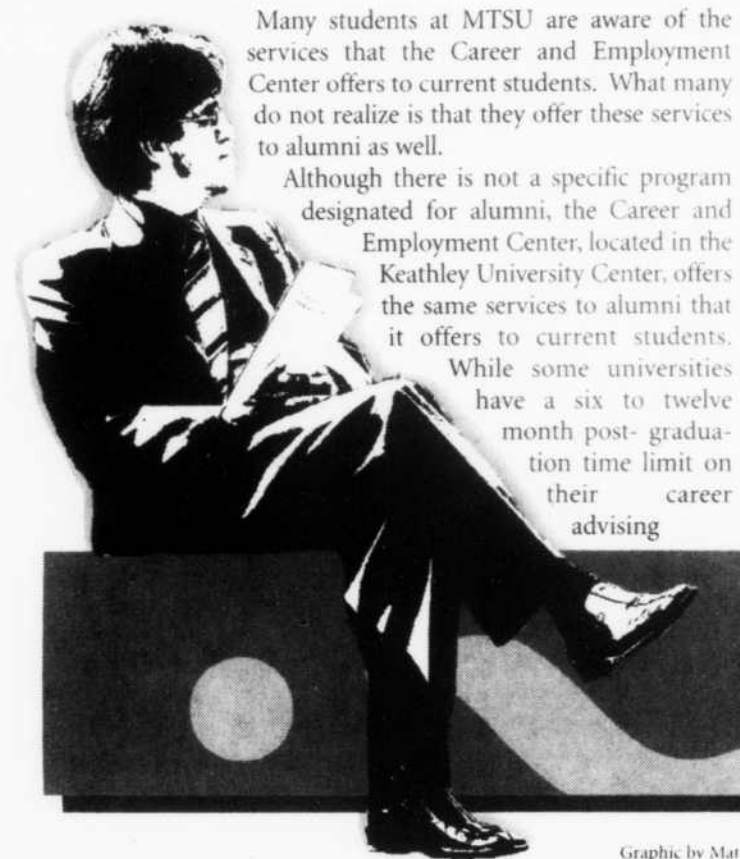 Many students at MTSU are aware of the
services that the Career and Employment
Center offers to current students. What many
do not realize is that they offer these services
to alumni as well.
Although there is not a specific program
designated for alumni, the Career and
Employment Center, located in the
Keathley University Center, offers
the same services to alumni that
it offers to current students.
While some universities
have a six to twelve
month post- gradua-
tion time limit on
their career
advising
Graphic by Mat